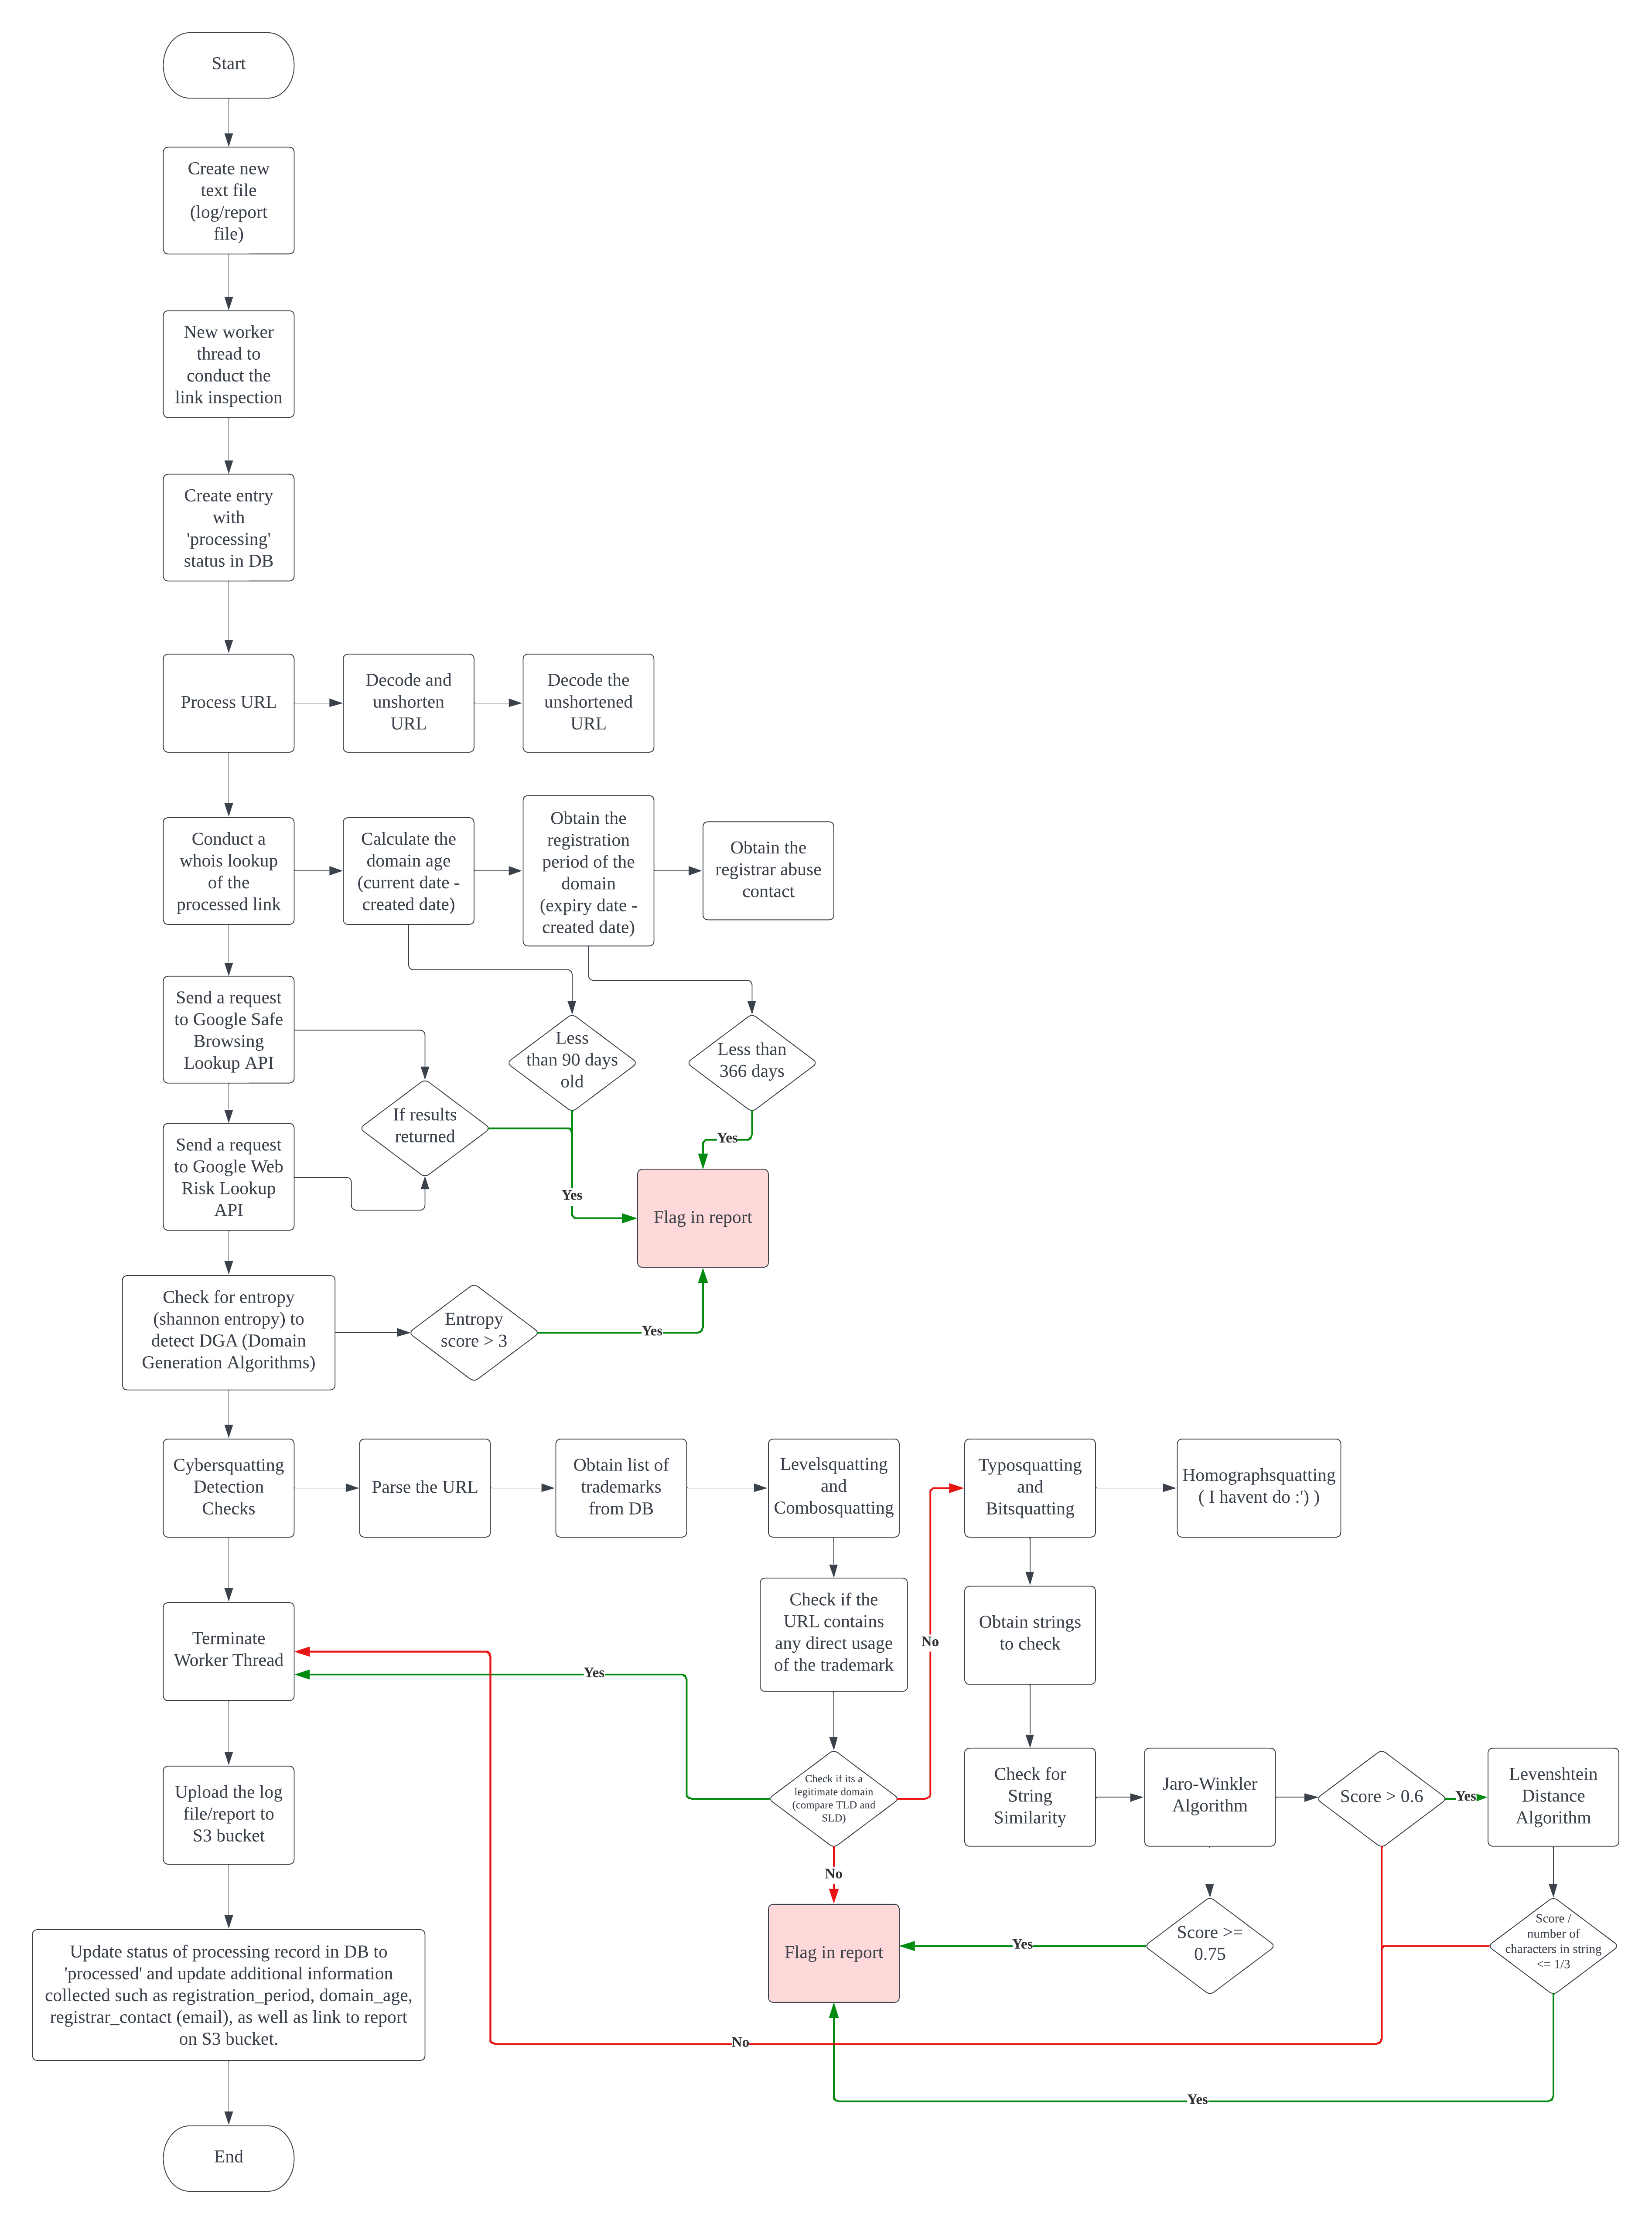 Start
Create new
text file
(log/report
file)
New worker
thread to
conduct the
link inspection
Create entry
with
'processing'
status in DB
Process URL
Decode and
unshorten
URL
Decode the
unshortened
URL
Conduct a
whois lookup
of the
processed link
Calculate the
domain age
(current date -
created date)
Obtain the
registration
period of the
domain
(expiry date -
created date)
Obtain the
registrar abuse
contact
Send a request
to Google Safe
Browsing
Lookup API
Less
than 90 days
old
Less than
366 days
If results
returned
Yes
Send a request
to Google Web
Risk Lookup
API
Yes
Flag in report
Check for entropy
(shannon entropy) to
detect DGA (Domain
Generation Algorithms)
Entropy
score > 3
Yes
Cybersquatting
Detection
Checks
Parse the URL
Obtain list of
trademarks
from DB
Levelsquatting
and
Combosquatting
Typosquatting
and
Bitsquatting
Homographsquatting
( I havent do :') )
Check if the
URL contains
any direct usage
of the trademark
No
Obtain strings
to check
Terminate
Worker Thread
Yes
Upload the log
file/report to
S3 bucket
Check if its a
legitimate domain
(compare TLD and
SLD)
Check for
String
Similarity
Jaro-Winkler
Algorithm
Score > 0.6
Yes
Levenshtein
Distance
Algorithm
No
Flag in report
Yes
Score >=
0.75
Score /
number of
characters in string
<= 1/3
Update status of processing record in DB to
'processed' and update additional information
collected such as registration_period, domain_age,
registrar_contact (email), as well as link to report
on S3 bucket.
No
Yes
End